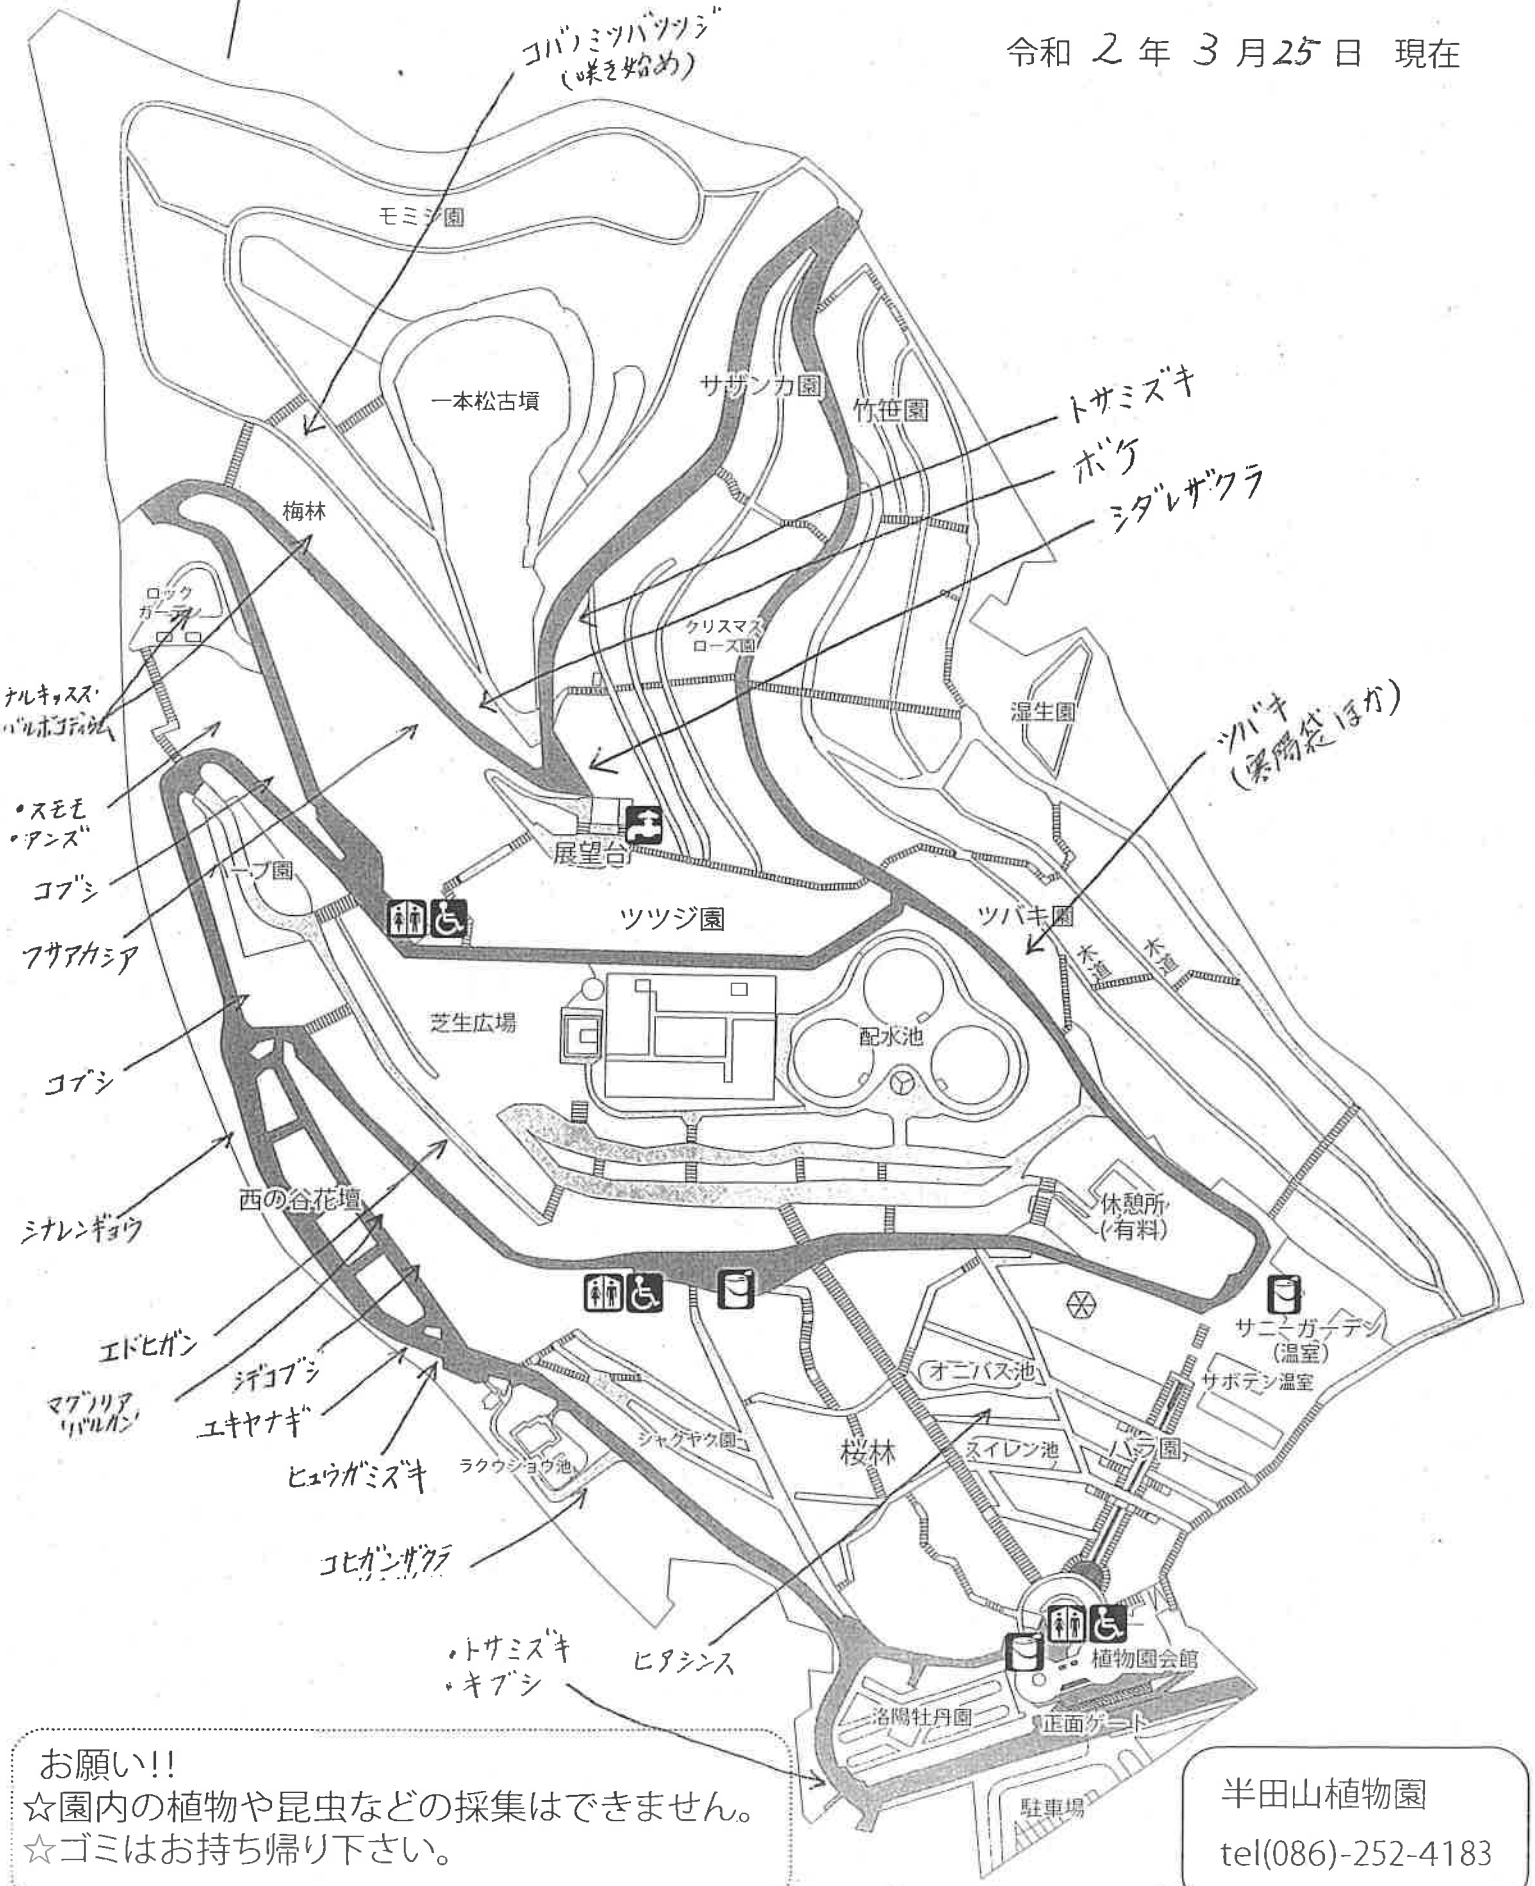 令和 2 年 3 月 25 日 現在
コバノミツバツツジ
(咲き始め)
モミジ園
一本松古墳
サザンカ園
竹笹園
トサミズキ
ボケ
シダレザクラ
梅林
ロック
ガーデン
クリスマス
ローズ園
湿生園
ツバキ
(寒陽袋ほか)
ナルキッスス・
バルボコディウム
・スモモ
・アンズ
コブシ
フサアカシア
ハーブ園
展望台
ツツジ園
ツバキ園
木道
木道
芝生広場
配水池
コブシ
シナレンギョウ
西の谷花壇
休憩所
(有料)
エドヒガン
マグノリア
'リバルガン'
シデコブシ
ユキヤナギ
ヒュウガミズキ
サニーガーデン
(温室)
サボテン温室
オニバス池
桜林
スイレン池
バラ園
シャクヤク園
ラクウショウ池
コヒガンザクラ
・トサミズキ
・キブシ
ヒアシンス
植物園会館
洛陽牡丹園
正面ゲート
駐車場
お願い!!
☆園内の植物や昆虫などの採集はできません。
☆ゴミはお持ち帰り下さい。
半田山植物園
tel(086)-252-4183